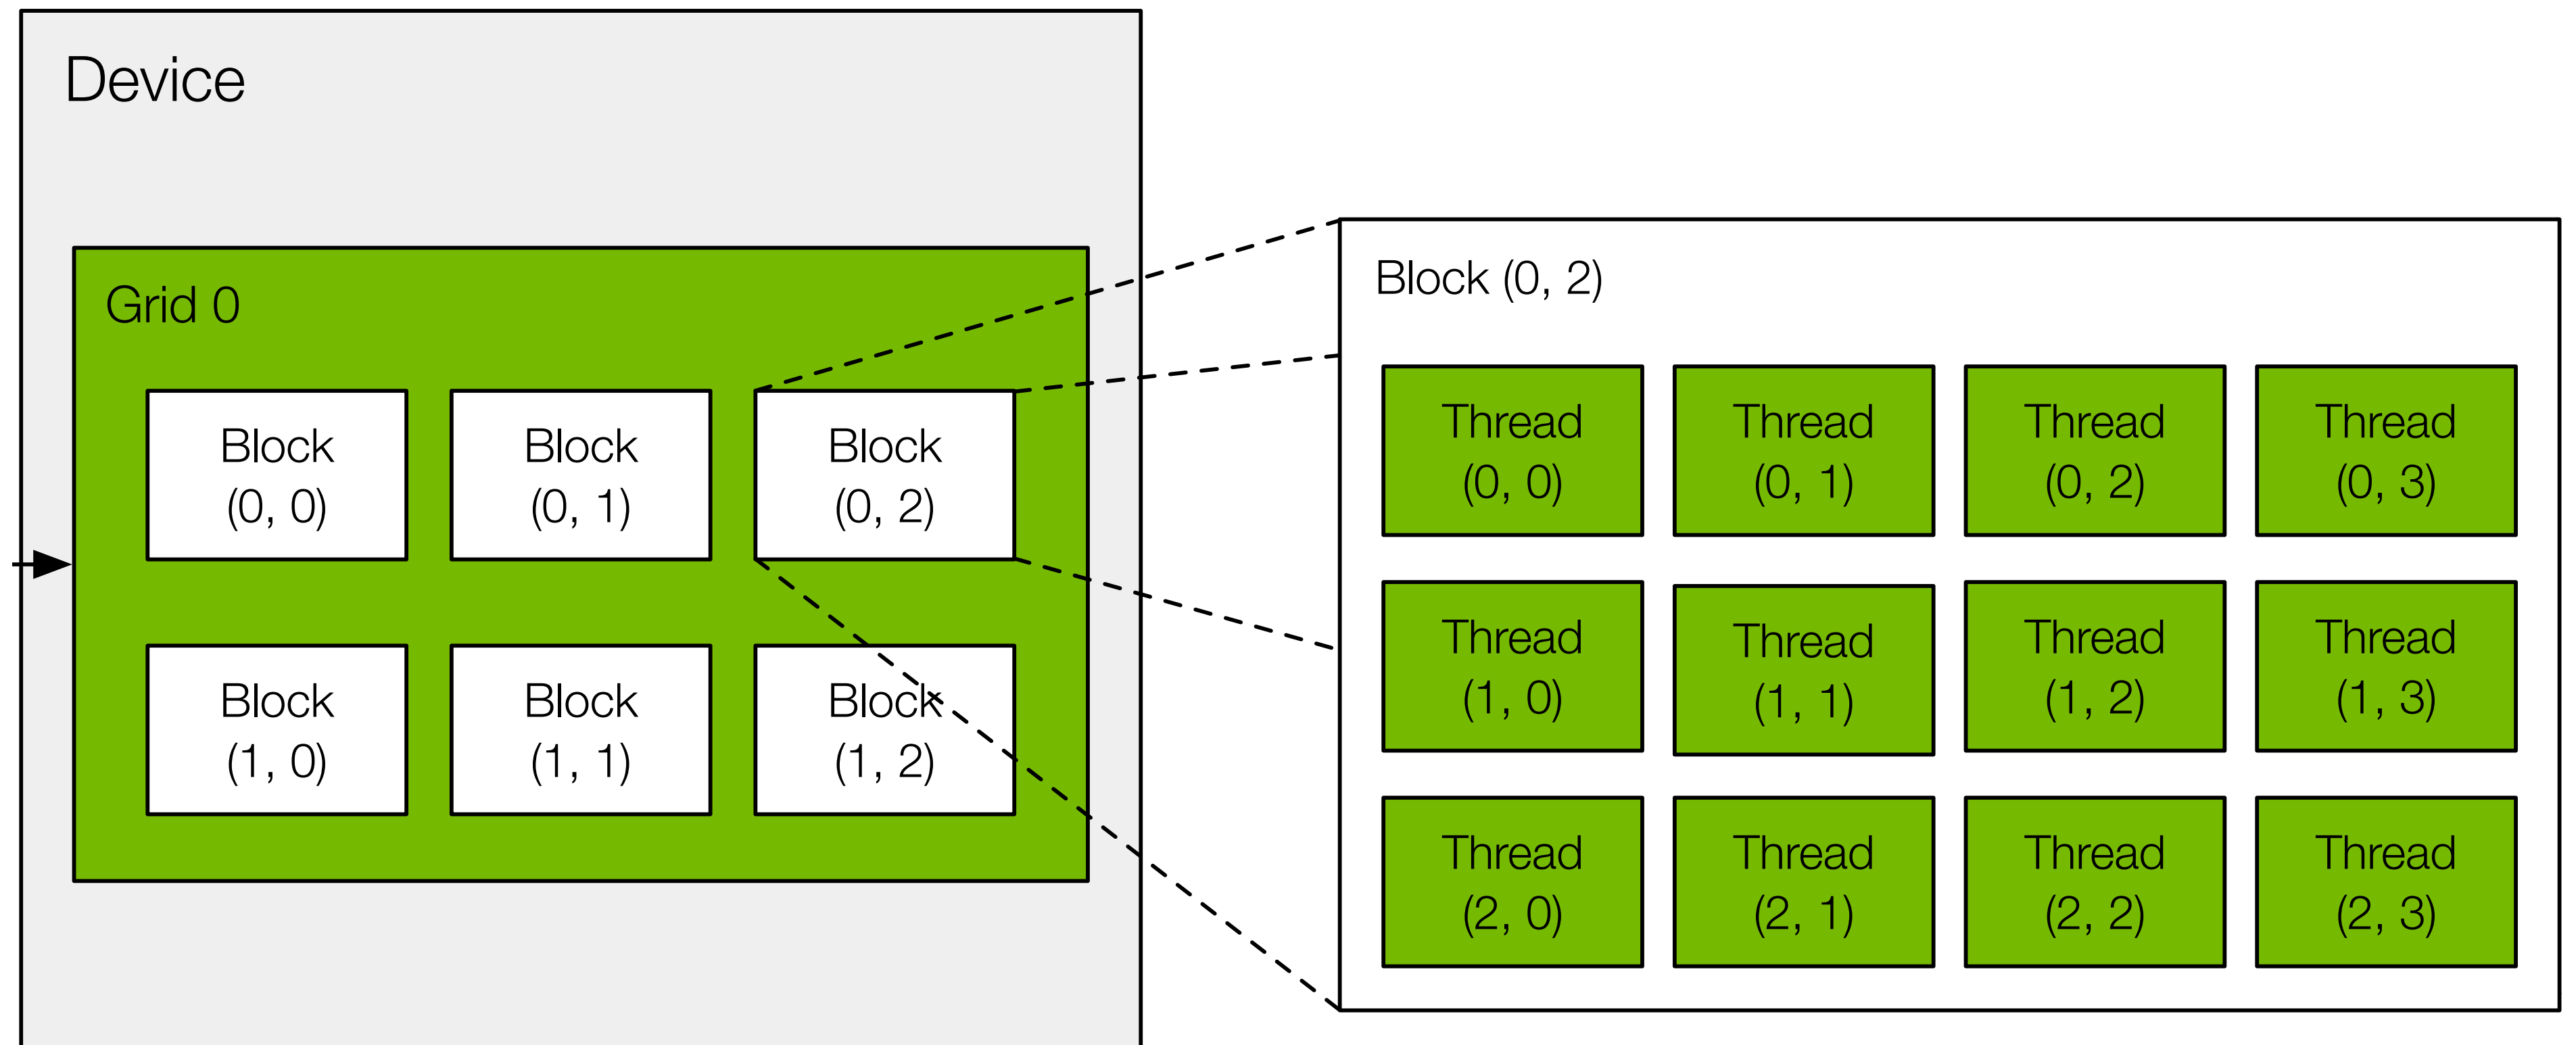 Device
Grid 0
Block
(0, 0)
Block
(0, 1)
Block
(0, 2)
Block
(1, 0)
Block
(1, 1)
Block
(1, 2)
Block (0, 2)
Thread
(0, 0)
Thread
(0, 1)
Thread
(0, 2)
Thread
(0, 3)
Thread
(1, 0)
Thread
(1, 1)
Thread
(1, 2)
Thread
(1, 3)
Thread
(2, 0)
Thread
(2, 1)
Thread
(2, 2)
Thread
(2, 3)